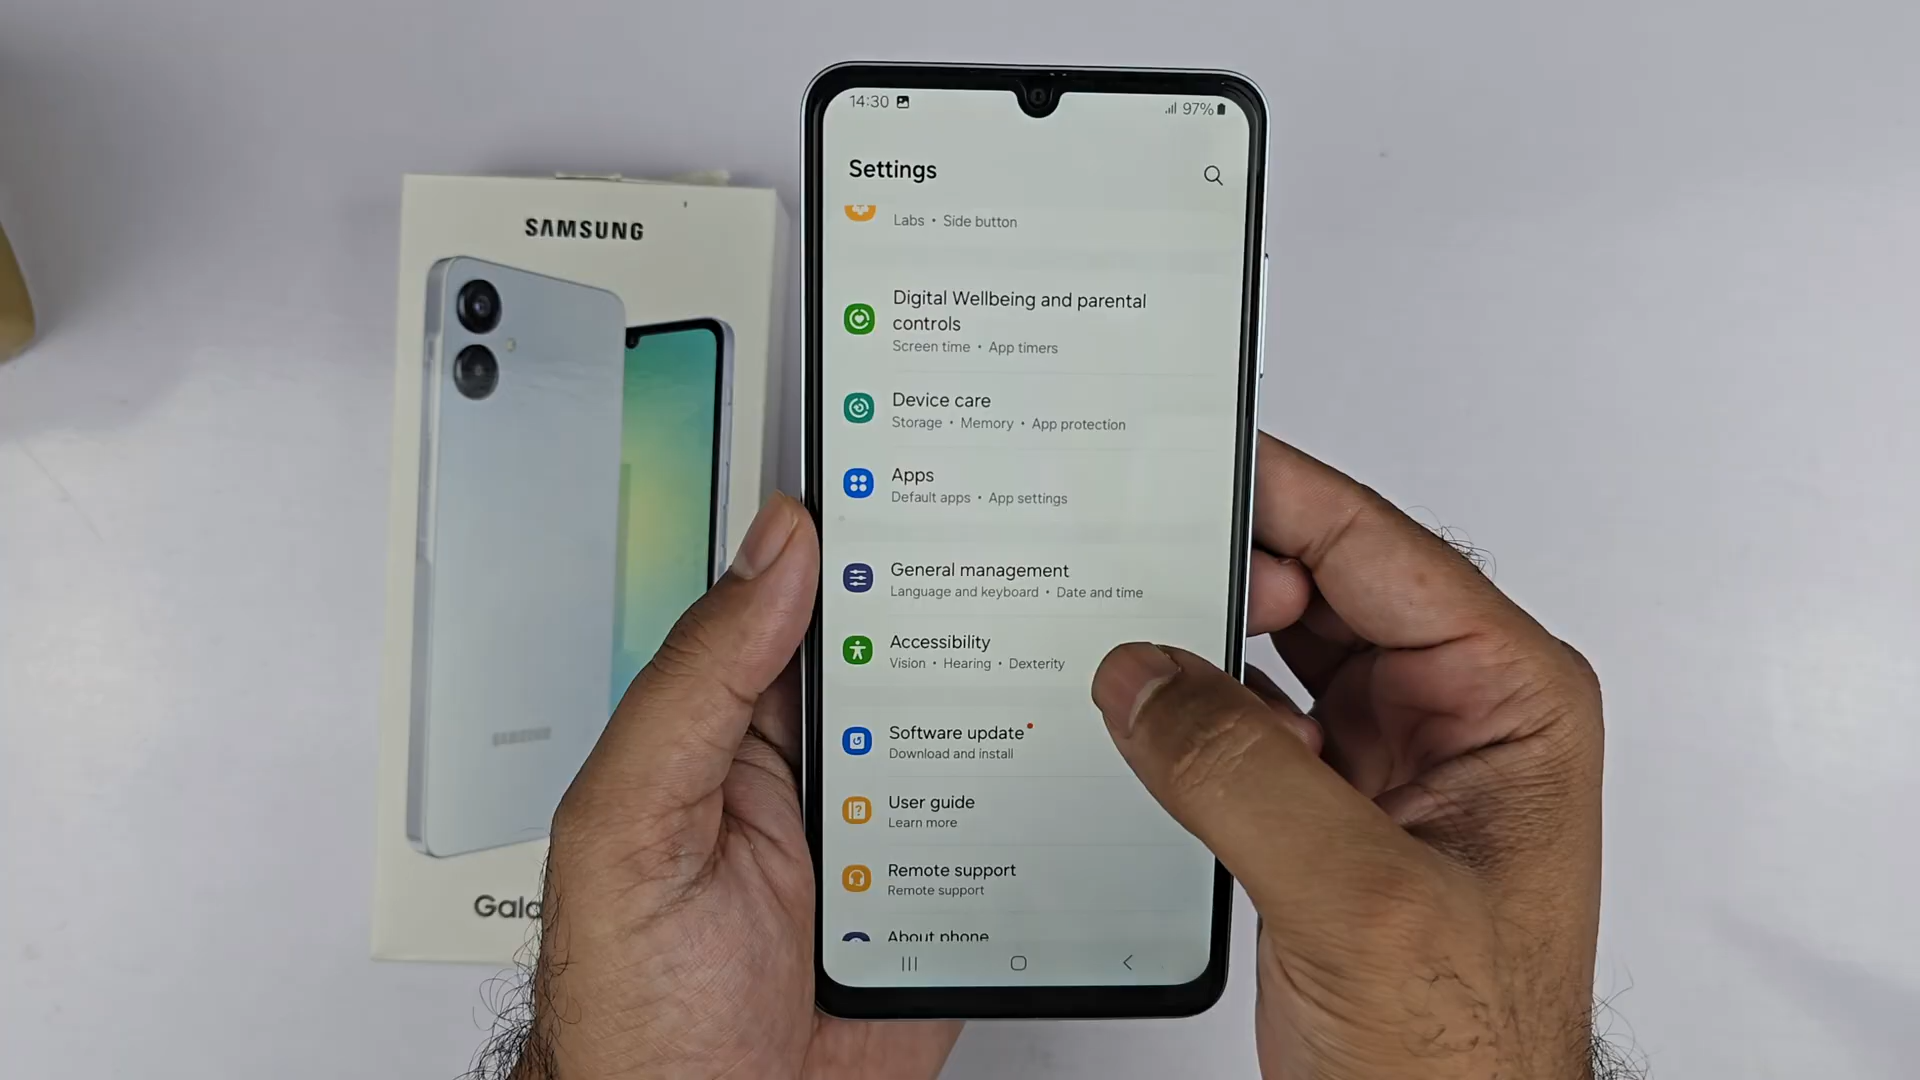 SAMSUNG
SAMSUNG
14:30
97%
Settings
Labs • Side button
Digital Wellbeing and parental
controls
Screen time • App timers
Device care
Storage • Memory • App protection
Apps
Default apps • App settings
General management
Language and keyboard • Date and time
Accessibility
Vision • Hearing • Dexterity
Software update
Download and install
User guide
Learn more
Remote support
Remote support
About phone